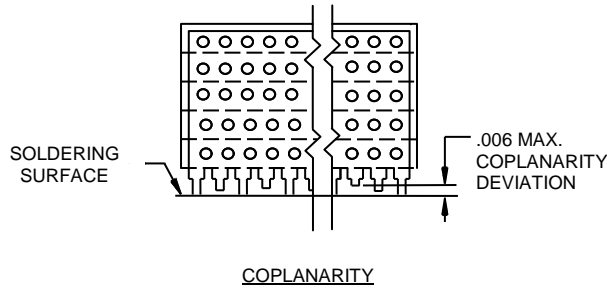 SOLDERING
SURFACE
.006 MAX.
COPLANARITY
DEVIATION
COPLANARITY